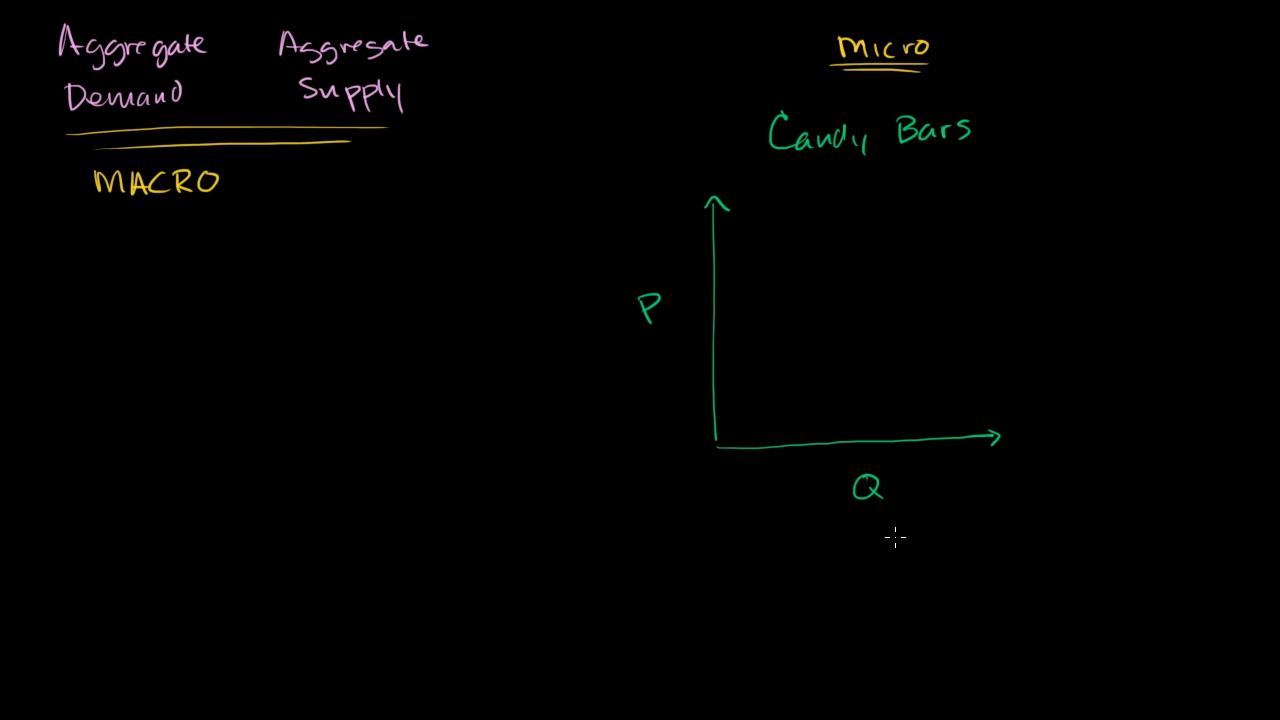 Aggregate Demand
Aggregate Supply
MACRO
Micro
Candy Bars
P
Q